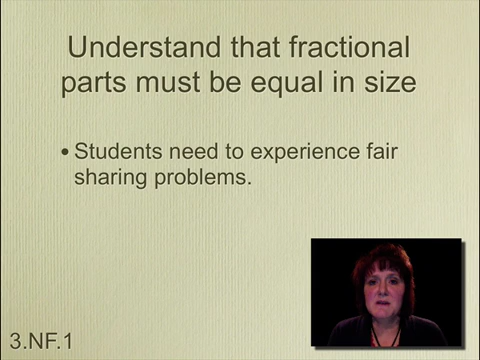 Understand that fractional
parts must be equal in size
• Students need to experience fair
sharing problems.
3.NF.1